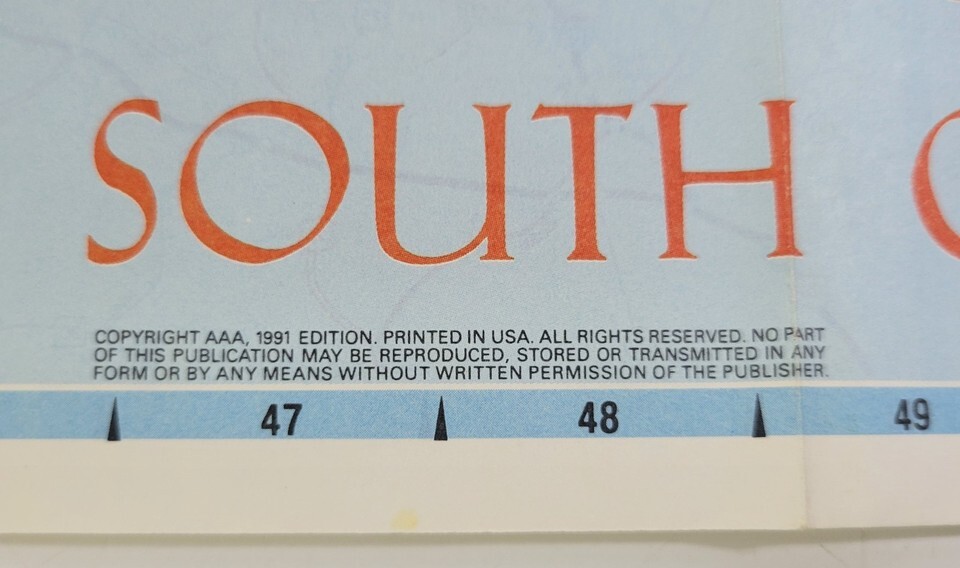 SOUTH
COPYRIGHT AAA, 1991 EDITION. PRINTED IN USA. ALL RIGHTS RESERVED. NO PART
OF THIS PUBLICATION MAY BE REPRODUCED, STORED OR TRANSMITTED IN ANY
FORM OR BY ANY MEANS WITHOUT WRITTEN PERMISSION OF THE PUBLISHER.
47 48 49